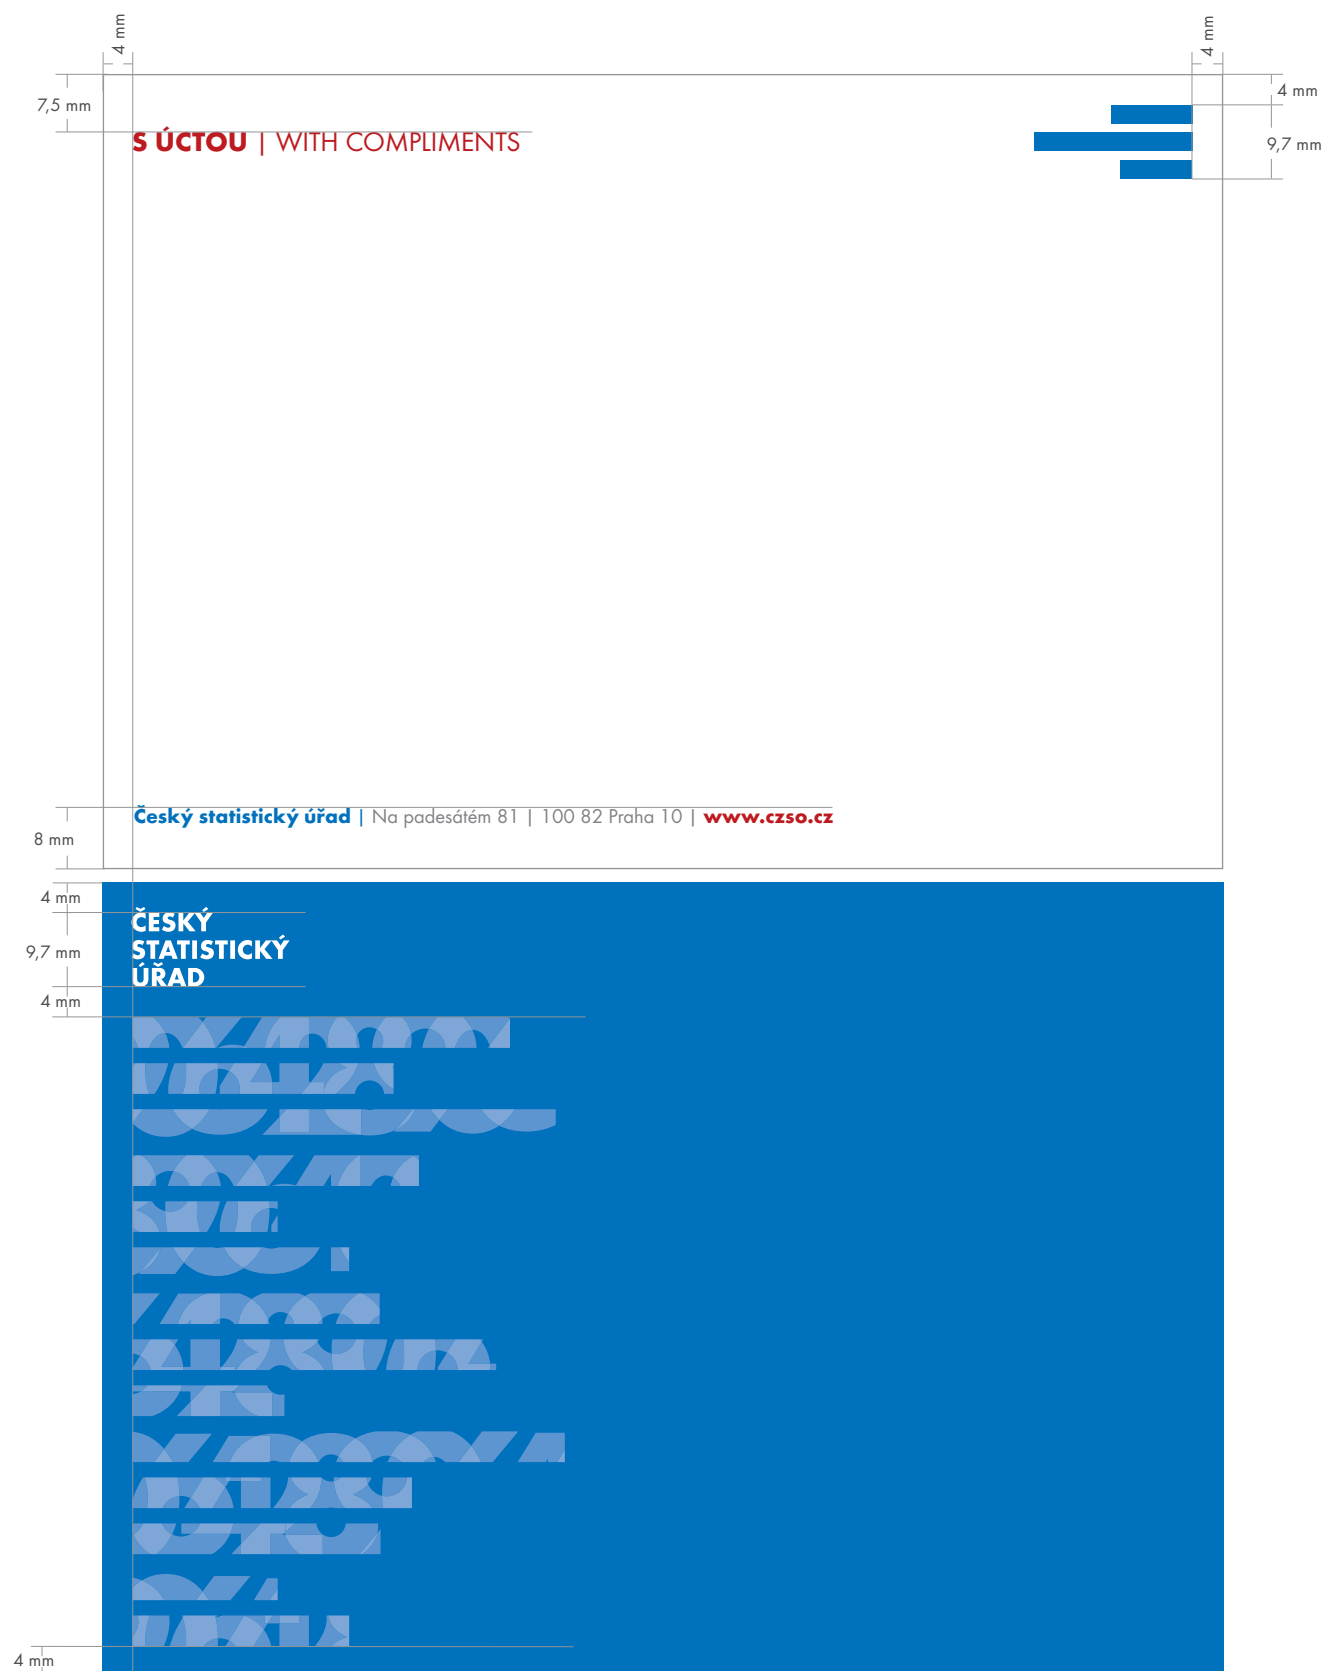 4 mm
4 mm
7,5 mm
4 mm
S ÚCTOU | WITH COMPLIMENTS
9,7 mm
Český statistický úřad | Na padesátém 81 | 100 82 Praha 10 | www.czso.cz
8 mm
4 mm
ČESKÝ
STATISTICKÝ
ÚŘAD
9,7 mm
4 mm
4 mm